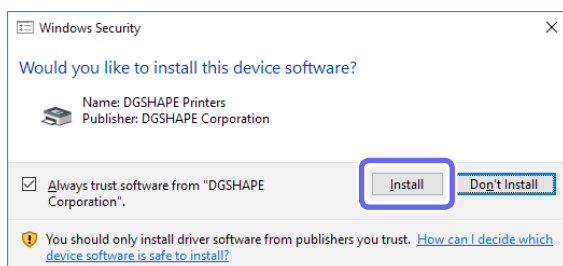 Windows Security
Would you like to install this device software?
Name: DGSHAPE Printers
Publisher: DGSHAPE Corporation
Always trust software from "DGSHAPE
Corporation".
Install
Don't Install
You should only install driver software from publishers you trust. How can I decide which
device software is safe to install?